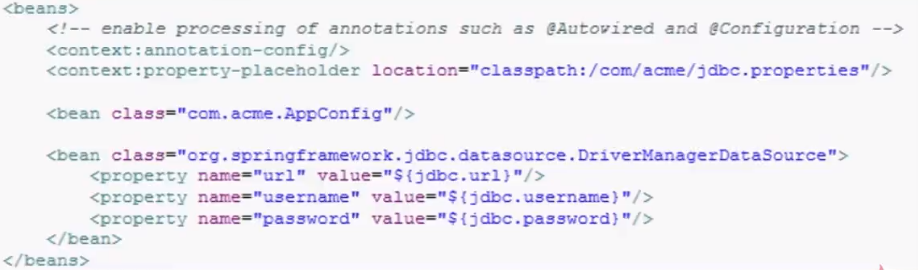 <beans>
<!-- enable processing of annotations such as @Autowired and @Configuration -->
<context:annotation-config/>
<context:property-placeholder location="classpath:/com/acme/jdbc.properties"/>
<bean class="com.acme.AppConfig"/>
<bean class="org.springframework.jdbc.datasource.DriverManagerDataSource">
<property name="url" value="${jdbc.url}"/>
<property name="username" value="${jdbc.username}"/>
<property name="password" value="${jdbc.password}"/>
</bean>
</beans>